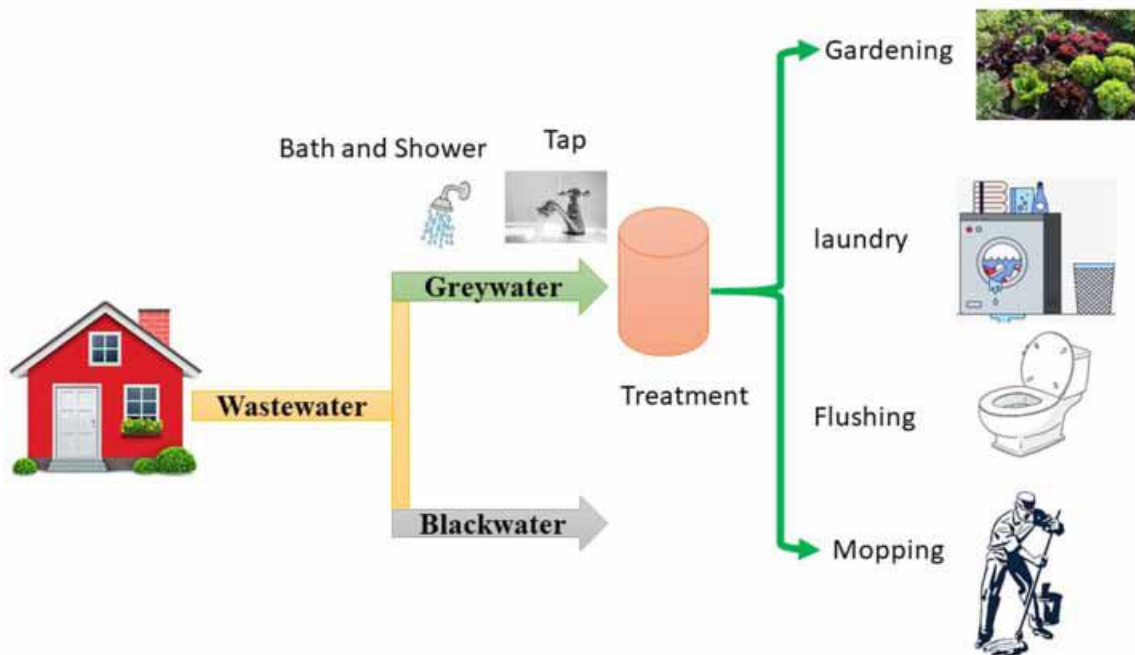 Gardening
Bath and Shower
Tap
laundry
Greywater
Treatment
Wastewater
Flushing
Blackwater
Mopping